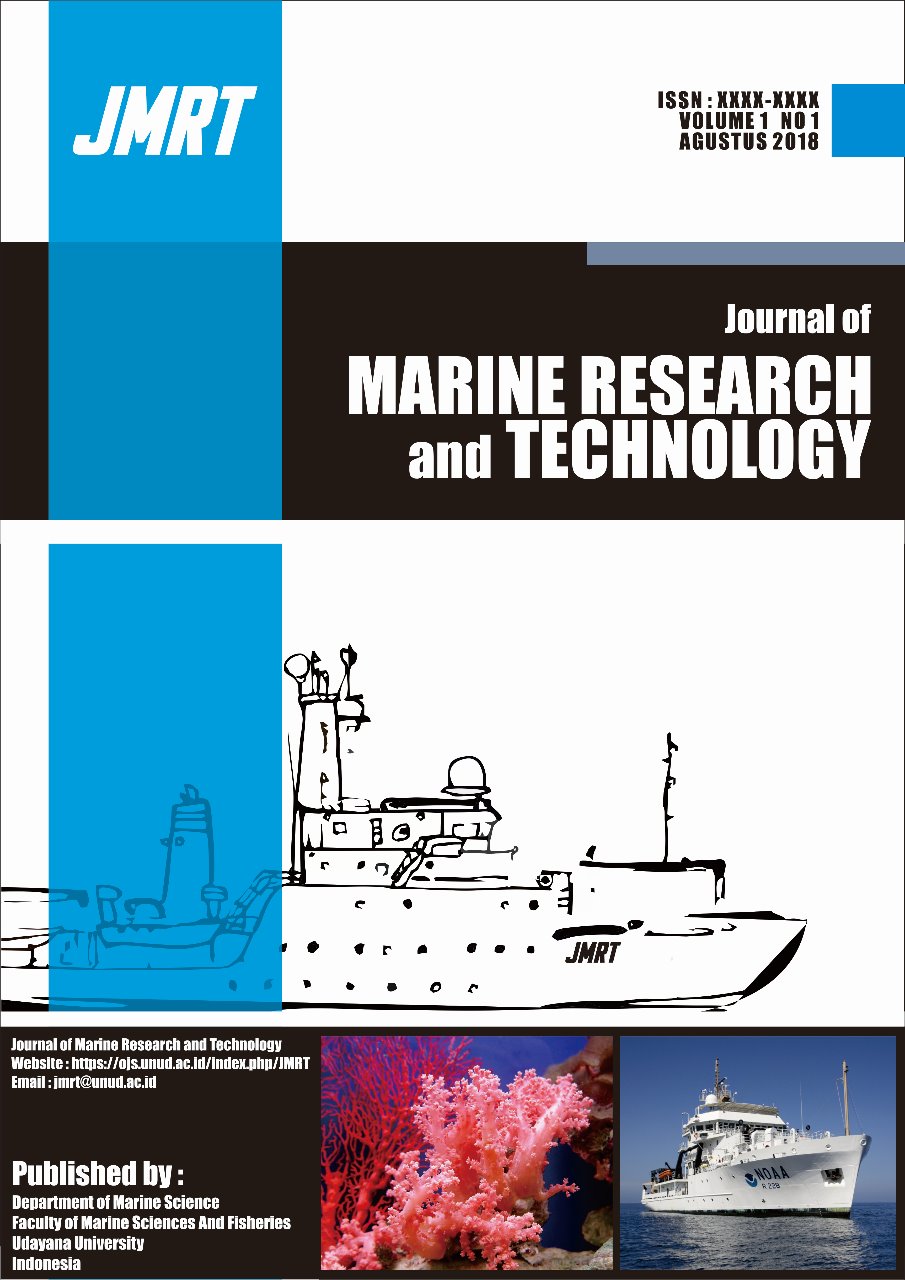 JMRT
ISSN : XXXX-XXXX
VOLUME 1 NO 1
AGUSTUS 2018
Journal of
MARINE RESEARCH
and TECHNOLOGY
JMRT
Journal of Marine Research and Technology
Website : https://ojs.unud.ac.id/index.php/JMRT
Email : jmrt@unud.ac.id
Published by :
Department of Marine Science
Faculty of Marine Sciences And Fisheries
Udayana University
Indonesia
NOAA
R 228